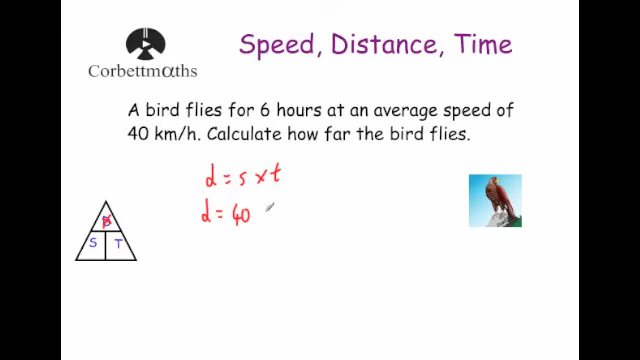 Speed, Distance, Time
Corbettmαths
A bird flies for 6 hours at an average speed of
40 km/h. Calculate how far the bird flies.
d = s × t
d = 40
D
S T